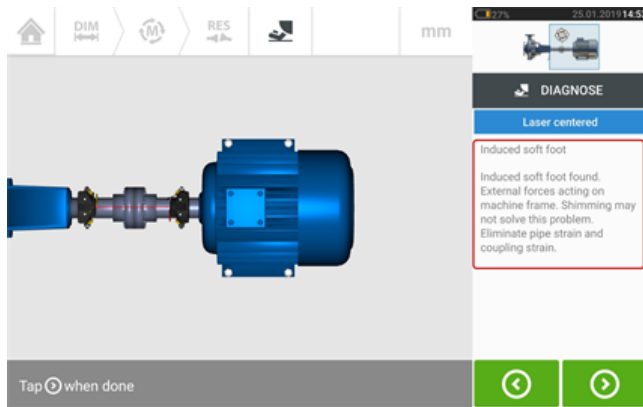 DIM
M
RES
mm
27%
25.01.2019 14:52
DIAGNOSE
Laser centered
Induced soft foot
Induced soft foot found.
External forces acting on
machine frame. Shimming may
not solve this problem.
Eliminate pipe strain and
coupling strain.
Tap when done